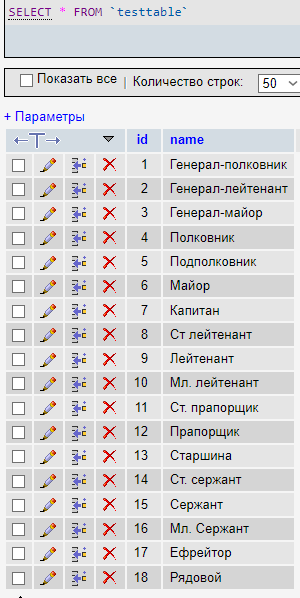 SELECT * FROM `testtable`
Показать все | Количество строк: 50
+ Параметры
id name
1 Генерал-полковник
2 Генерал-лейтенант
3 Генерал-майор
4 Полковник
5 Подполковник
6 Майор
7 Капитан
8 Ст лейтенант
9 Лейтенант
10 Мл. лейтенант
11 Ст. прапорщик
12 Прапорщик
13 Старшина
14 Ст. сержант
15 Сержант
16 Мл. Сержант
17 Ефрейтор
18 Рядовой